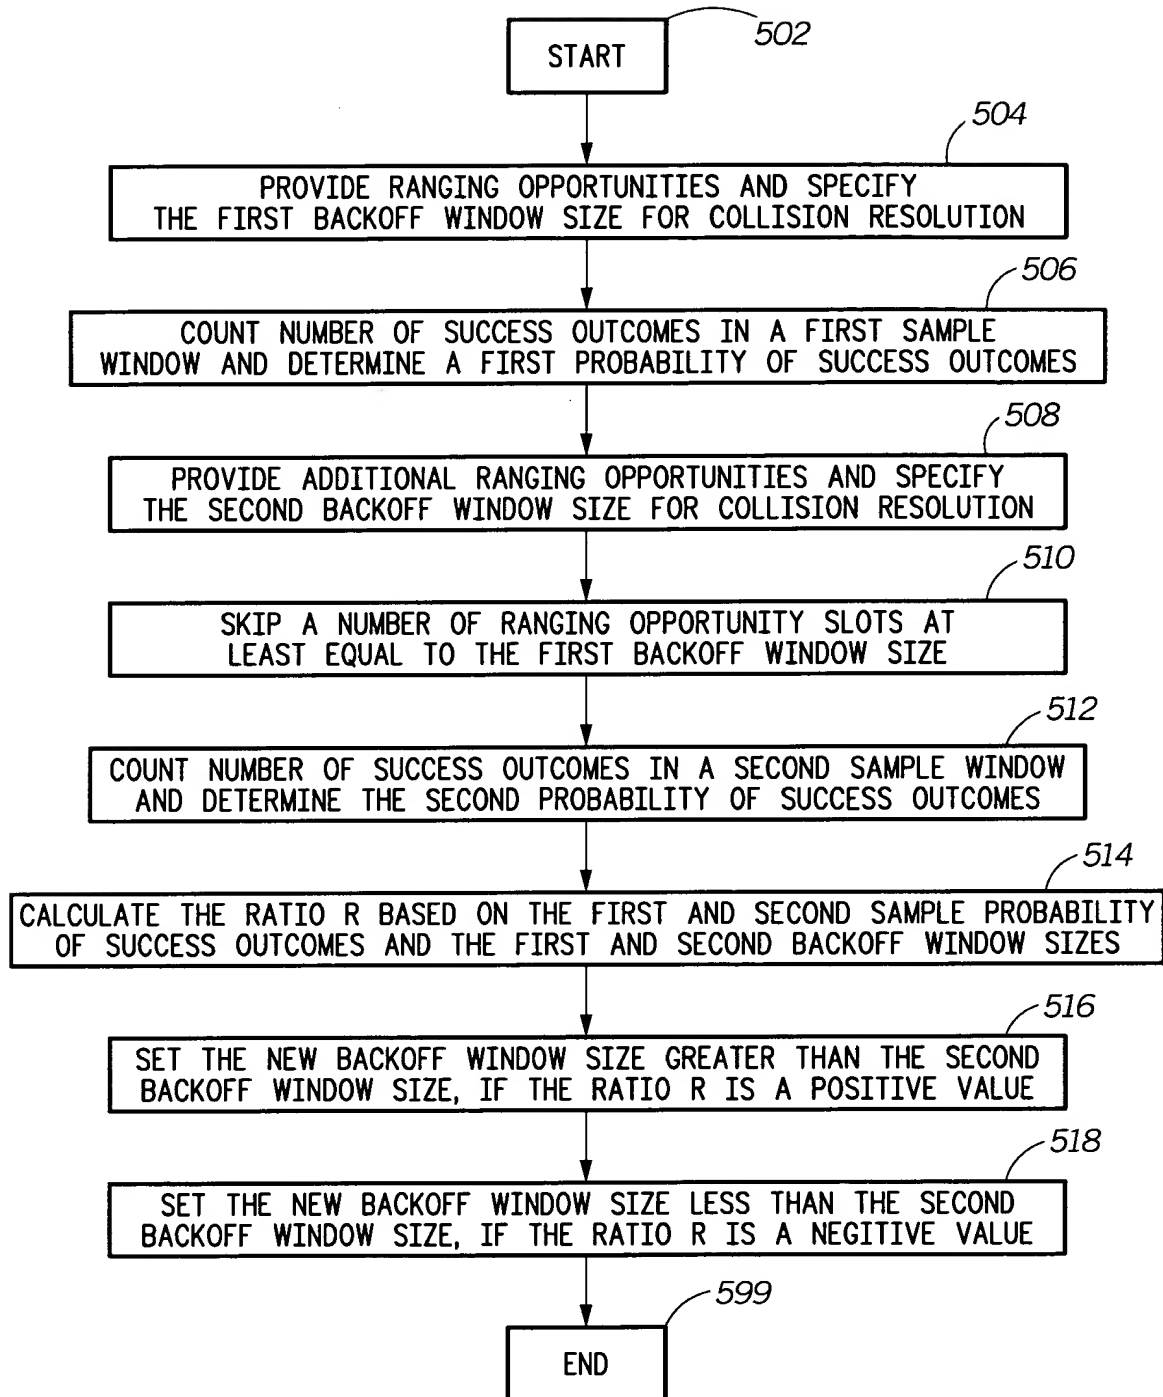 502
START
504
PROVIDE RANGING OPPORTUNITIES AND SPECIFY
THE FIRST BACKOFF WINDOW SIZE FOR COLLISION RESOLUTION
506
COUNT NUMBER OF SUCCESS OUTCOMES IN A FIRST SAMPLE
WINDOW AND DETERMINE A FIRST PROBABILITY OF SUCCESS OUTCOMES
508
PROVIDE ADDITIONAL RANGING OPPORTUNITIES AND SPECIFY
THE SECOND BACKOFF WINDOW SIZE FOR COLLISION RESOLUTION
510
SKIP A NUMBER OF RANGING OPPORTUNITY SLOTS AT
LEAST EQUAL TO THE FIRST BACKOFF WINDOW SIZE
512
COUNT NUMBER OF SUCCESS OUTCOMES IN A SECOND SAMPLE WINDOW
AND DETERMINE THE SECOND PROBABILITY OF SUCCESS OUTCOMES
514
CALCULATE THE RATIO R BASED ON THE FIRST AND SECOND SAMPLE PROBABILITY
OF SUCCESS OUTCOMES AND THE FIRST AND SECOND BACKOFF WINDOW SIZES
516
SET THE NEW BACKOFF WINDOW SIZE GREATER THAN THE SECOND
BACKOFF WINDOW SIZE, IF THE RATIO R IS A POSITIVE VALUE
518
SET THE NEW BACKOFF WINDOW SIZE LESS THAN THE SECOND
BACKOFF WINDOW SIZE, IF THE RATIO R IS A NEGITIVE VALUE
599
END